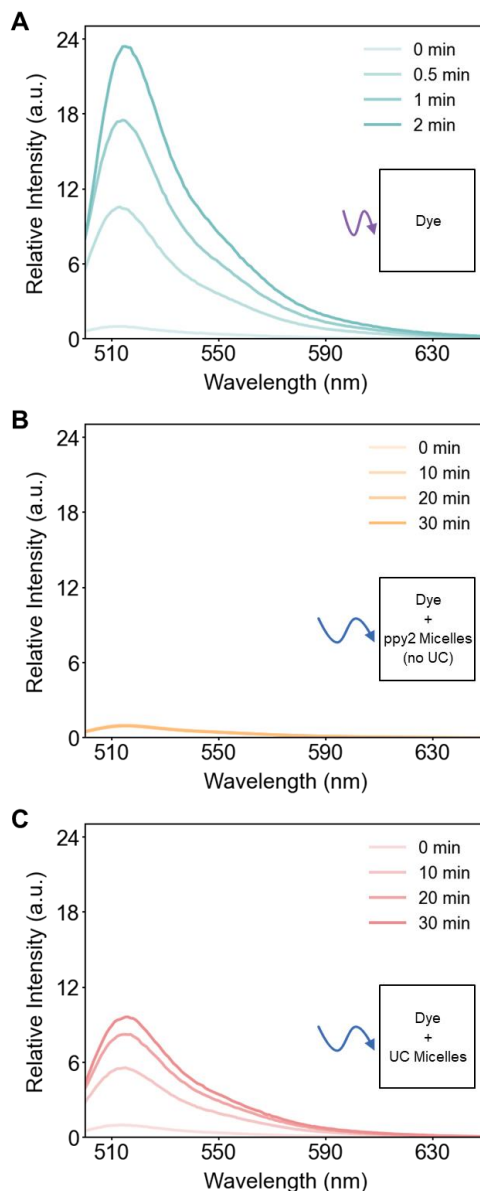 A
24
18
12
6
0
Relative Intensity (a.u.)
0 min
0.5 min
1 min
2 min
Dye
510 550 590 630
Wavelength (nm)
B
24
18
12
6
0
Relative Intensity (a.u.)
0 min
10 min
20 min
30 min
Dye
+
ppy2 Micelles
(no UC)
510 550 590 630
Wavelength (nm)
C
24
18
12
6
0
Relative Intensity (a.u.)
0 min
10 min
20 min
30 min
Dye
+
UC Micelles
510 550 590 630
Wavelength (nm)